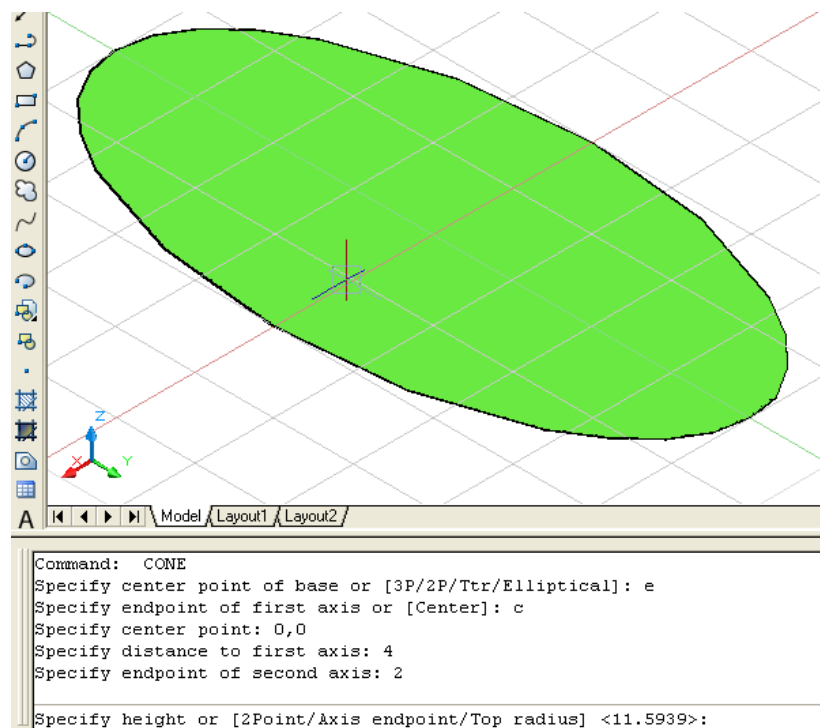 Z
X
Y
A
Model Layout1 Layout2
Command:  CONE
Specify center point of base or [3P/2P/Ttr/Elliptical]: e
Specify endpoint of first axis or [Center]: c
Specify center point: 0,0
Specify distance to first axis: 4
Specify endpoint of second axis: 2
Specify height or [2Point/Axis endpoint/Top radius] <11.5939>: